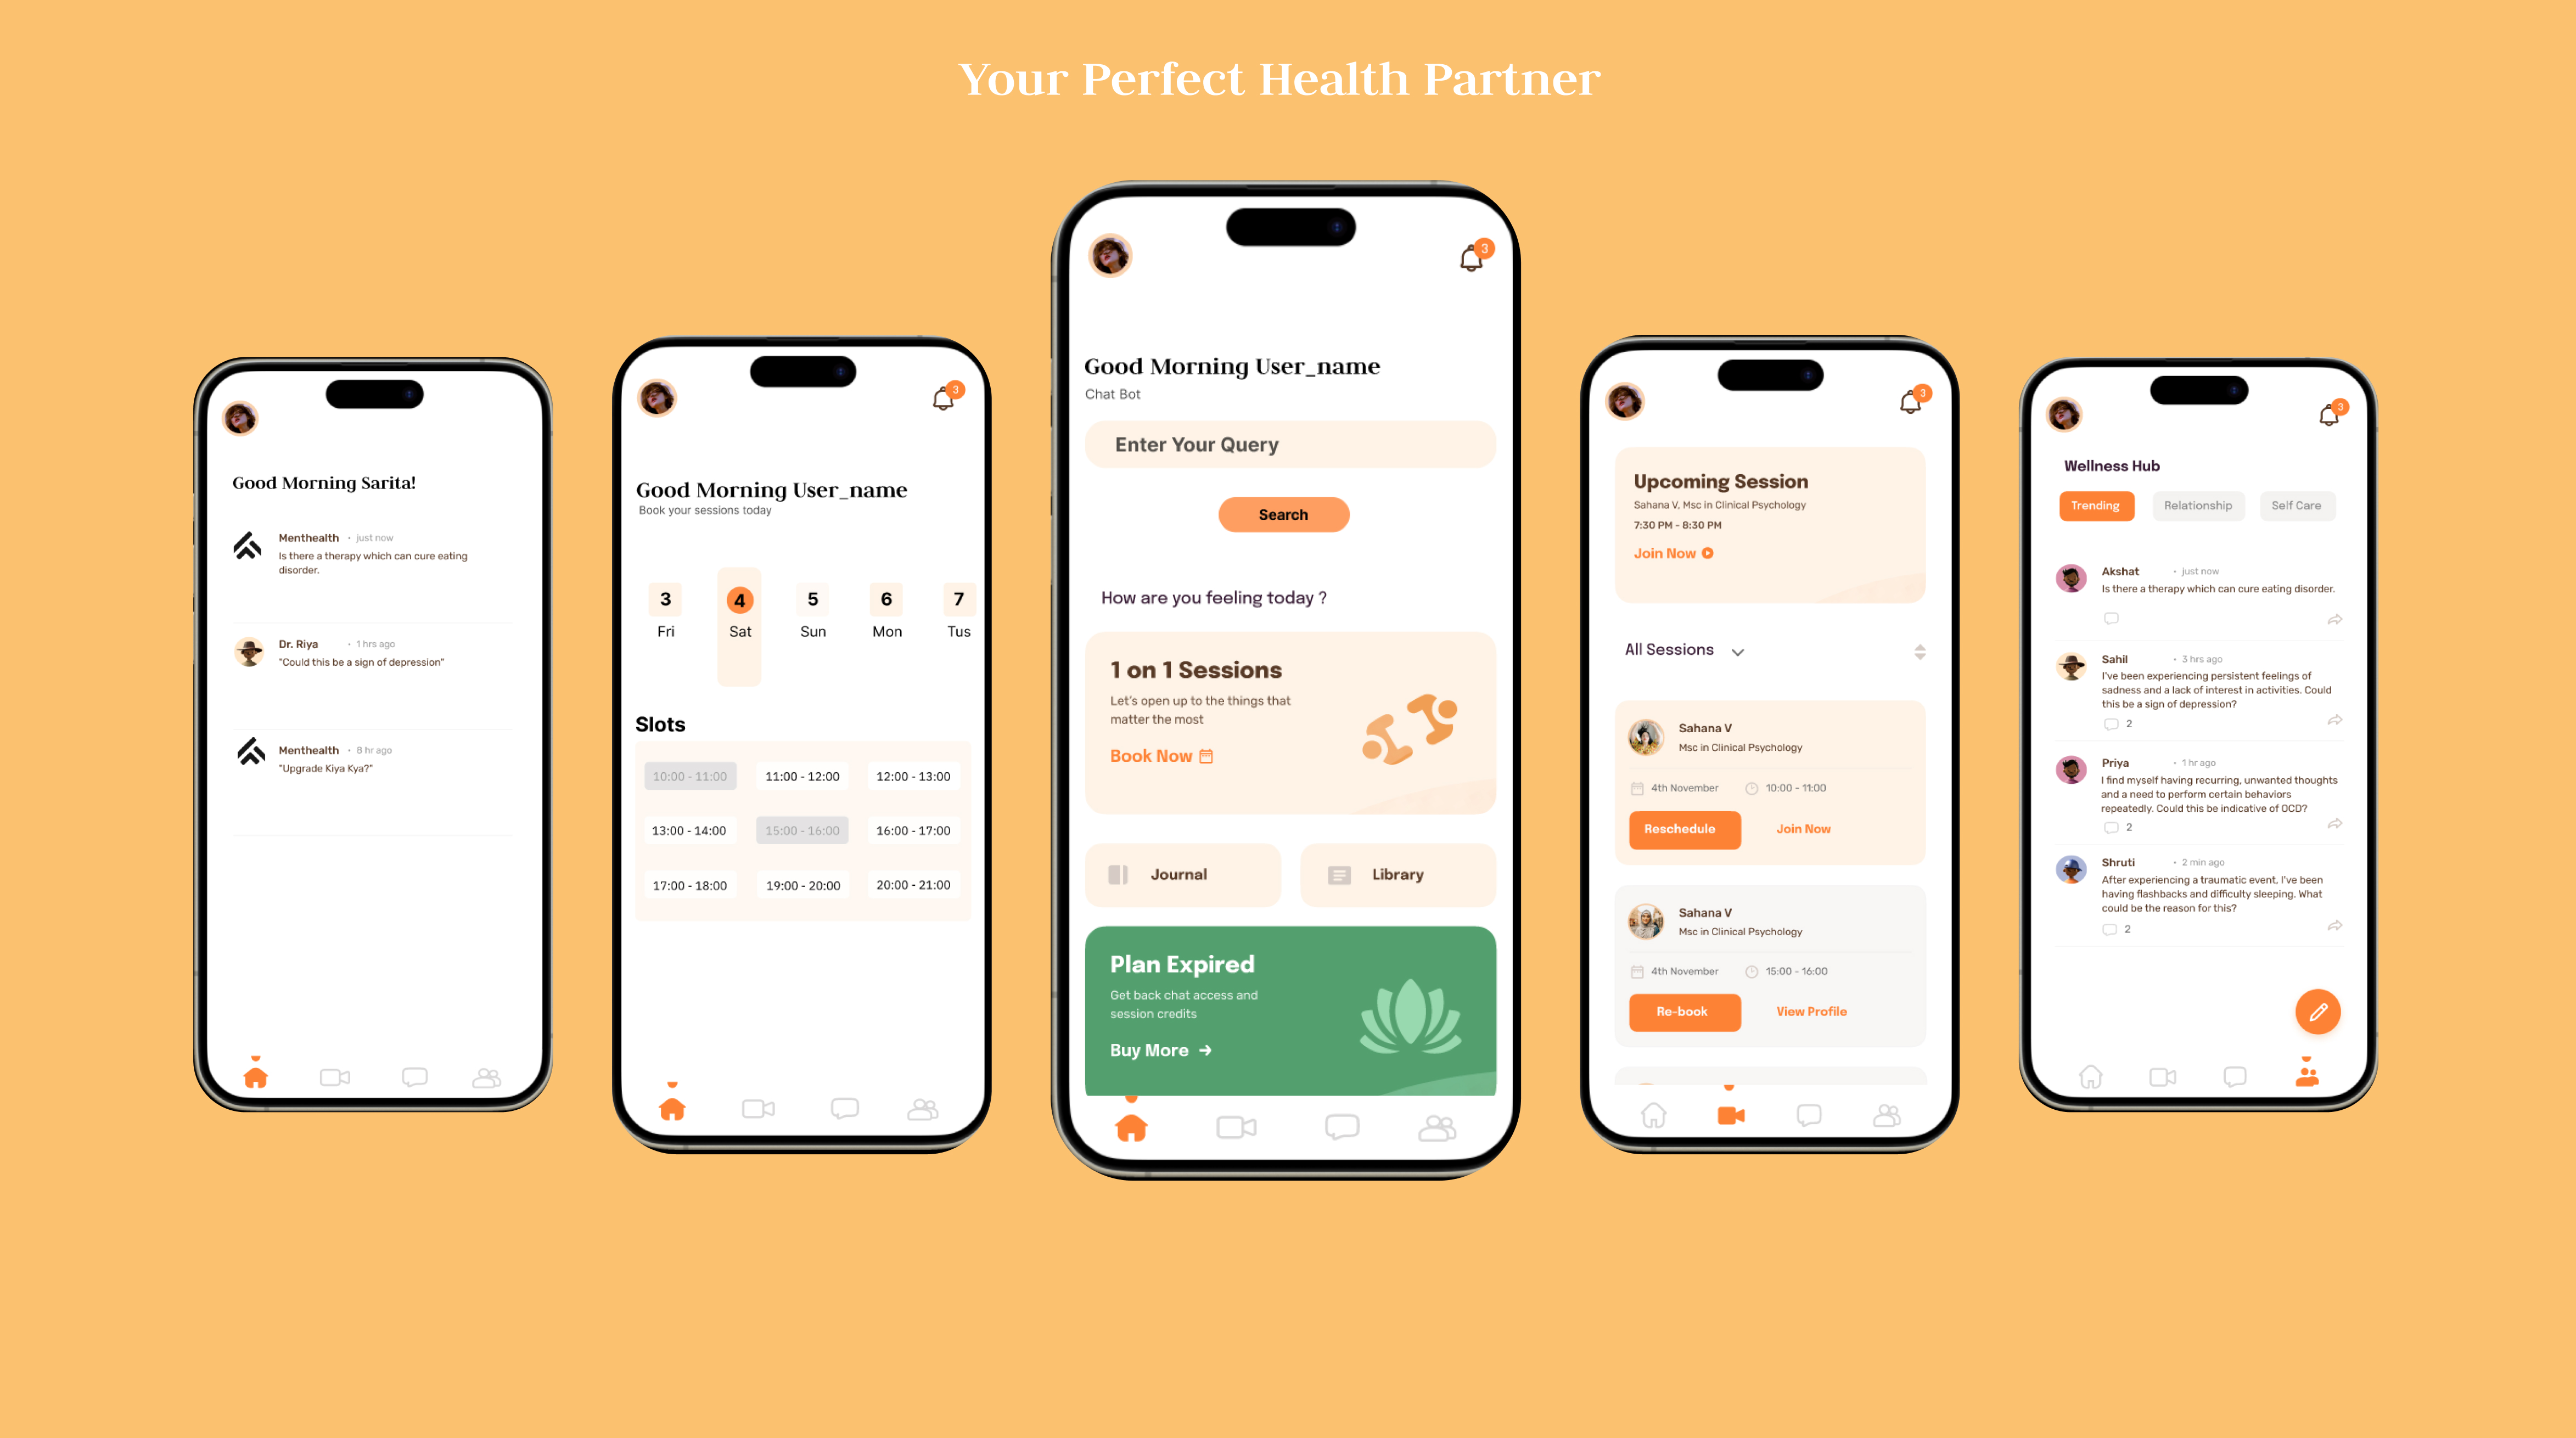 Your Perfect Health Partner
Good Morning Sarita!
Menthealth • just now
Is there a therapy which can cure eating
disorder.
Dr. Riya • 1 hrs ago
"Could this be a sign of depression"
Menthealth • 8 hr ago
"Upgrade Kiya Kya?"
3
Good Morning User_name
Book your sessions today
3 4 5 6 7
Fri Sat Sun Mon Tus
Slots
10:00 - 11:00 11:00 - 12:00 12:00 - 13:00
13:00 - 14:00 15:00 - 16:00 16:00 - 17:00
17:00 - 18:00 19:00 - 20:00 20:00 - 21:00
3
Good Morning User_name
Chat Bot
Enter Your Query
Search
How are you feeling today ?
1 on 1 Sessions
Let's open up to the things that
matter the most
Book Now
Journal Library
Plan Expired
Get back chat access and
session credits
Buy More
3
Upcoming Session
Sahana V, Msc in Clinical Psychology
7:30 PM - 8:30 PM
Join Now
All Sessions
Sahana V
Msc in Clinical Psychology
4th November 10:00 - 11:00
Reschedule Join Now
Sahana V
Msc in Clinical Psychology
4th November 15:00 - 16:00
Re-book View Profile
3
Wellness Hub
Trending Relationship Self Care
Akshat • just now
Is there a therapy which can cure eating disorder.
Sahil • 3 hrs ago
I've been experiencing persistent feelings of
sadness and a lack of interest in activities. Could
this be a sign of depression?
2
Priya • 1 hr ago
I find myself having recurring, unwanted thoughts
and a need to perform certain behaviors
repeatedly. Could this be indicative of OCD?
2
Shruti • 2 min ago
After experiencing a traumatic event, I've been
having flashbacks and difficulty sleeping. What
could be the reason for this?
2